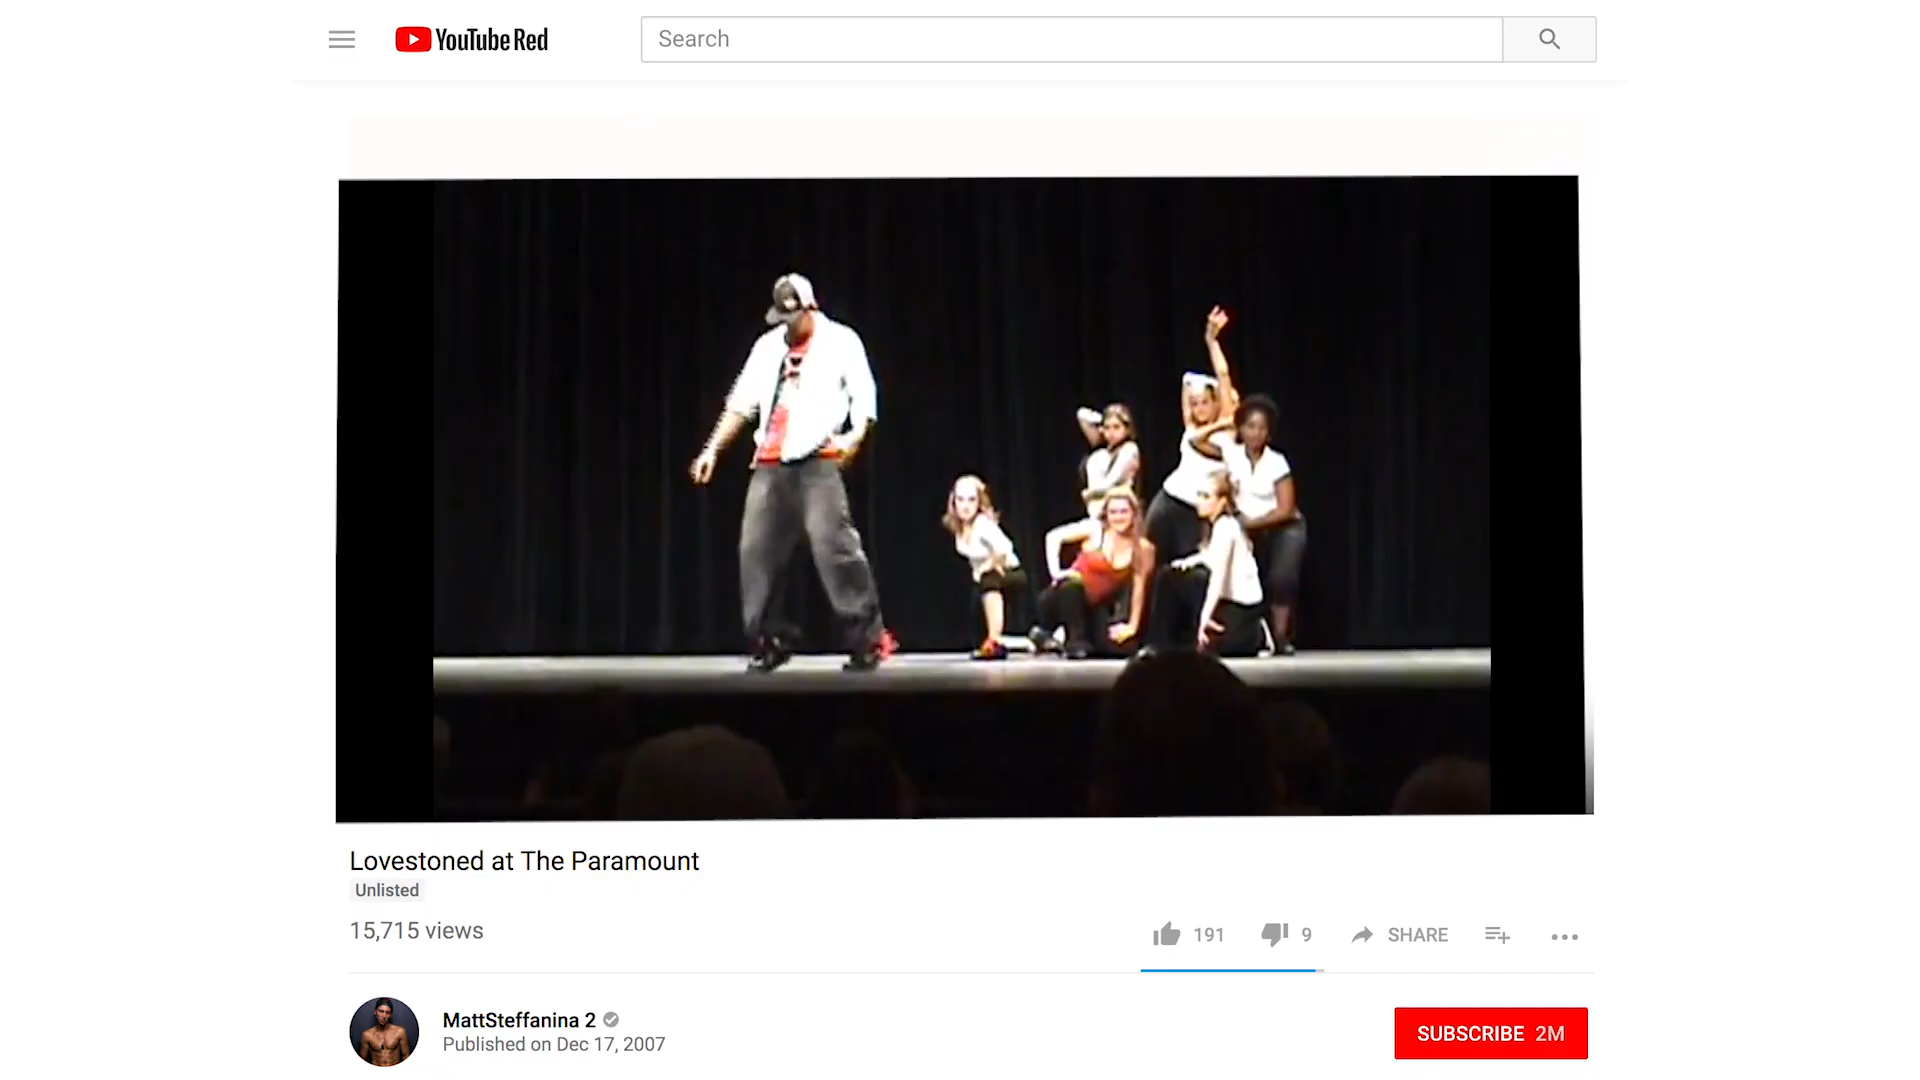 YouTube Red
Search
Lovestoned at The Paramount
Unlisted
15,715 views
191
9
SHARE
MattSteffanina 2
Published on Dec 17, 2007
SUBSCRIBE 2M